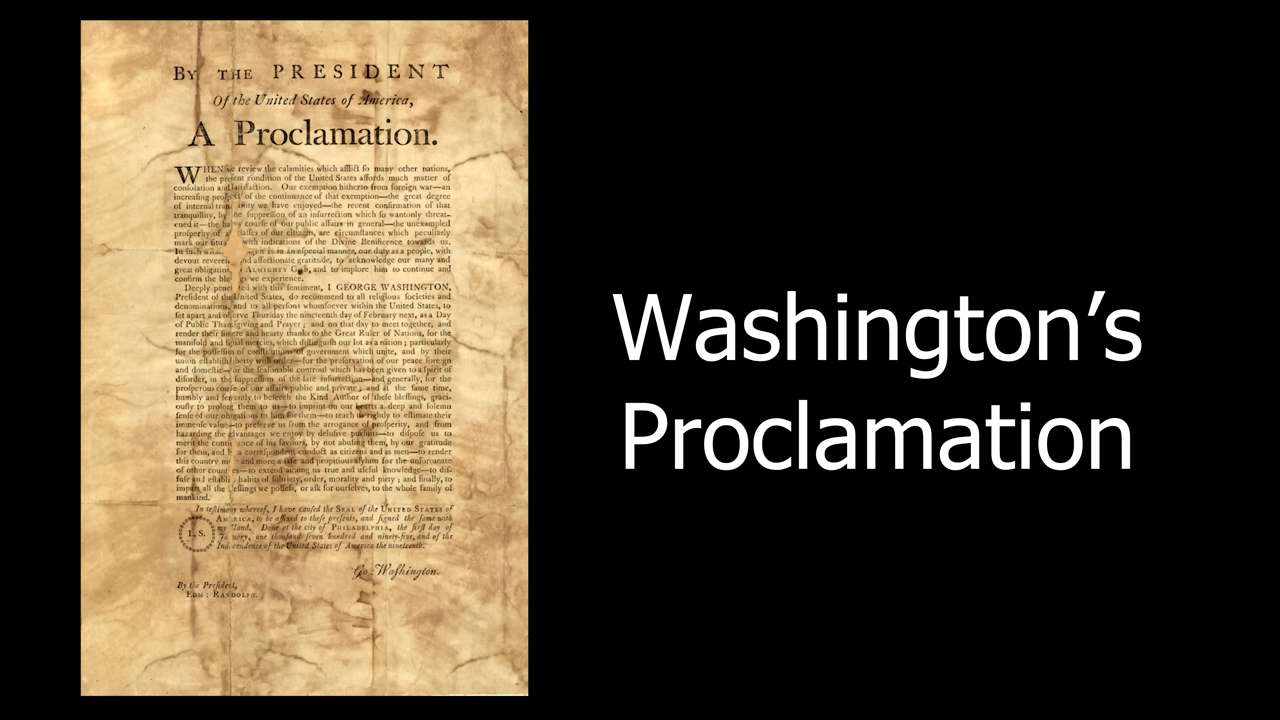 By the PRESIDENT
Of the United States of America,
A Proclamation.
WHEN we review the calamities which afflict so many other nations,
the present condition of the United States affords much matter of
consolation and satisfaction. Our exemption hitherto from foreign war—an
increasing prospect of the continuance of that exemption—the great degree
of internal tranquillity we have enjoyed—the recent confirmation of that
tranquillity, by the suppression of an insurrection which so wantonly threat-
ened it—the happy course of our public affairs in general—the unexampled
prosperity of all classes of our citizens, are circumstances which peculiarly
mark our situation with indications of the Divine Benificence towards us.
In such a state of things it is in an especial manner, our duty as a people, with
devout reverence and affectionate gratitude, to acknowledge our many and
great obligations to ALMIGHTY God, and to implore him to continue and
confirm the blessings we experience.
Deeply penetrated with this sentiment, I GEORGE WASHINGTON,
President of the United States, do recommend to all religious societies and
denominations, and to all persons whomsoever within the United States, to
set apart and observe Thursday the nineteenth day of February next, as a Day
of Public Thanksgiving and Prayer; and on that day to meet together, and
render their sincere and hearty thanks to the Great Ruler of Nations, for the
manifold and signal mercies, which distinguish our lot as a nation; particularly
for the possession of constitutions of government which unite, and by their
union establish liberty with order—for the preservation of our peace foreign
and domestic—for the seasonable controul which has been given to a spirit of
disorder, in the suppression of the late insurrection—and generally, for the
prosperous course of our affairs public and private; and at the same time,
humbly and fervently to beseech the Kind Author of these blessings, graci-
ously to prolong them to us—to imprint on our hearts a deep and solemn
sense of our obligations to him for them—to teach us rightly to estimate their
immense value—to preserve us from the arrogance of prosperity, and from
hazarding the advantages we enjoy by delusive pursuits—to dispose us to
merit the continuance of his favours, by not abusing them, by our gratitude
for them, and by a correspondent conduct as citizens and as men—to render
this country more and more a safe and propitious asylum for the unfortunate
of other countries—to extend among us true and useful knowledge—to dif-
fuse and establish habits of sobriety, order, morality and piety; and finally, to
impart all the blessings we possess, or ask for ourselves, to the whole family of
mankind.
In testimony whereof, I have caused the SEAL of the UNITED STATES of
AMERICA, to be affixed to these presents, and signed the same with
my Hand. Done at the city of PHILADELPHIA, the first day of
January, one thousand seven hundred and ninety-five, and of the
Independence of the United States of America the nineteenth.
L. S.
Go: Washington.
By the President,
EDM: RANDOLPH.
Washington's
Proclamation